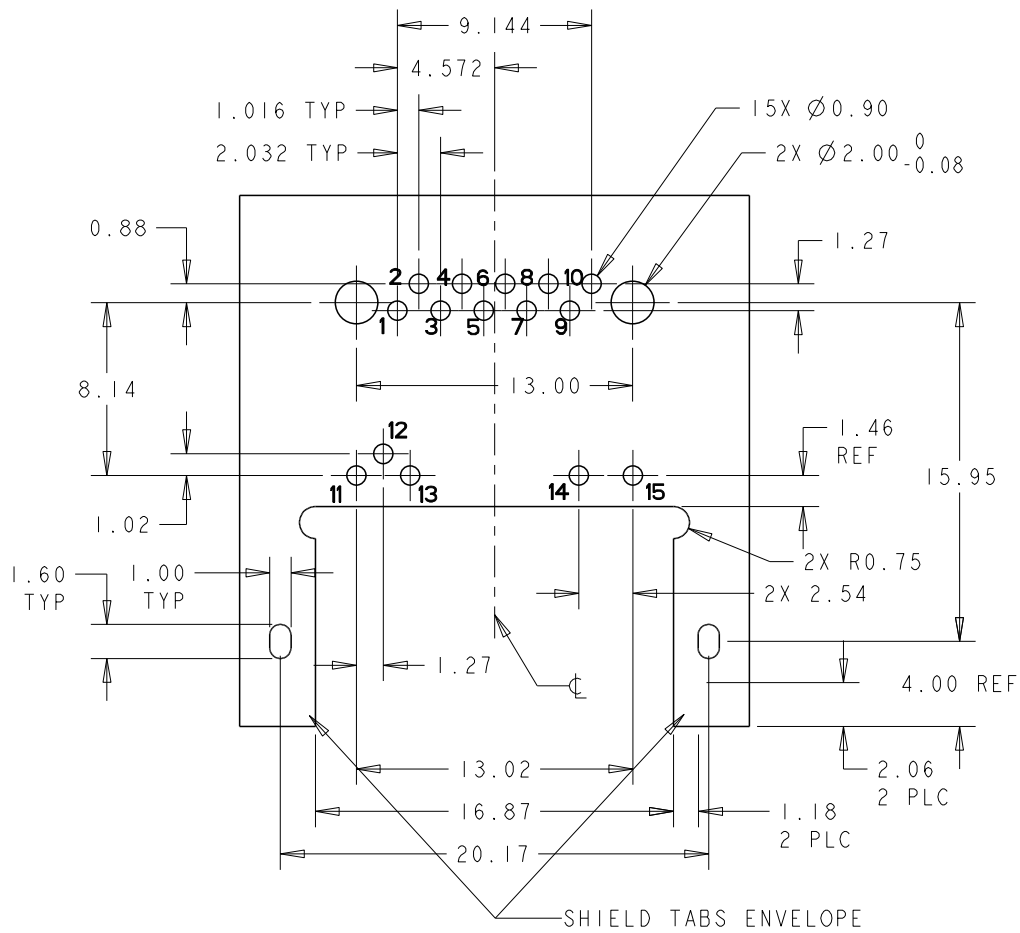 9.144
4.572
1.016 TYP
15X Ø0.90
2.032 TYP
2X Ø2.00 0 -0.08
0.88
1.27
2 4 6 8 10
1 3 5 7 9
8.14
13.00
12
1.46
REF
11 13 14 15
15.95
1.02
2X R0.75
1.60
TYP
1.00
TYP
2X 2.54
1.27
℄
4.00 REF
13.02
2.06
2 PLC
16.87
1.18
2 PLC
20.17
SHIELD TABS ENVELOPE